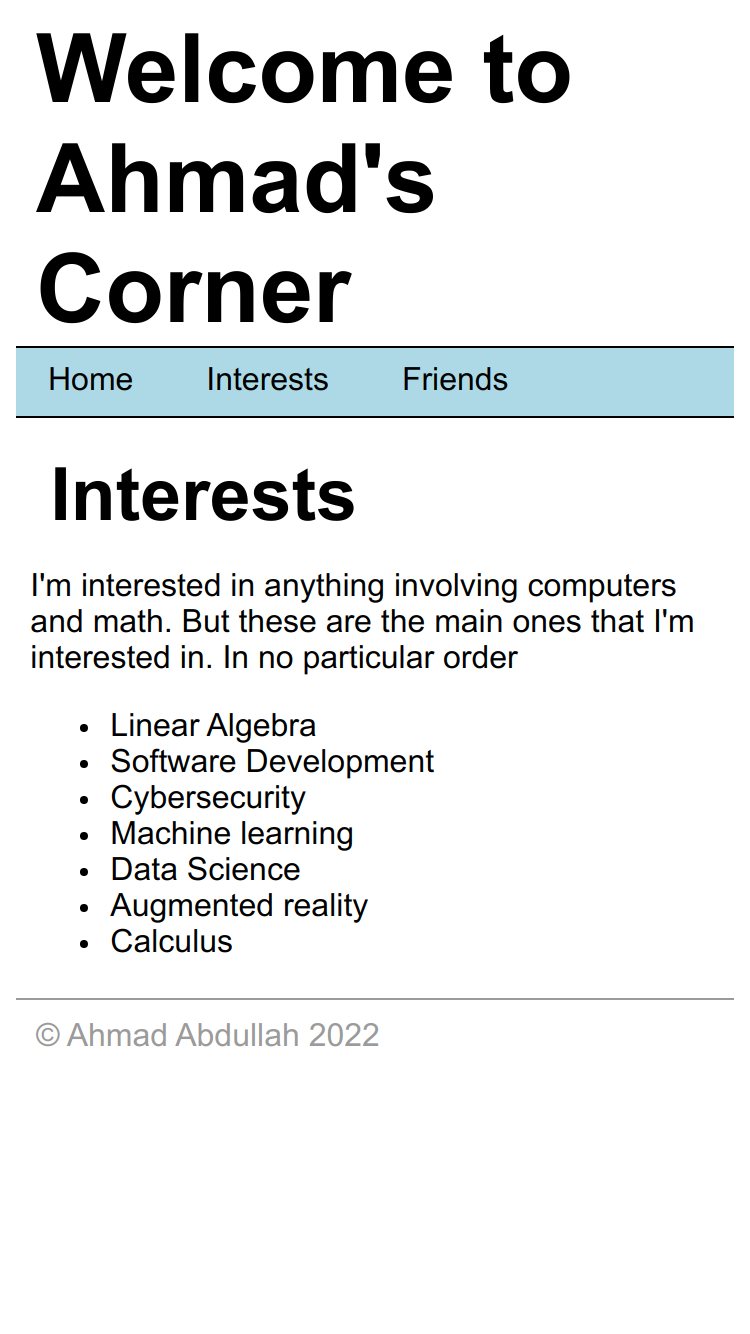 Welcome to
Ahmad's
Corner
Home Interests Friends
Interests
I'm interested in anything involving computers
and math. But these are the main ones that I'm
interested in. In no particular order
• Linear Algebra
• Software Development
• Cybersecurity
• Machine learning
• Data Science
• Augmented reality
• Calculus
© Ahmad Abdullah 2022